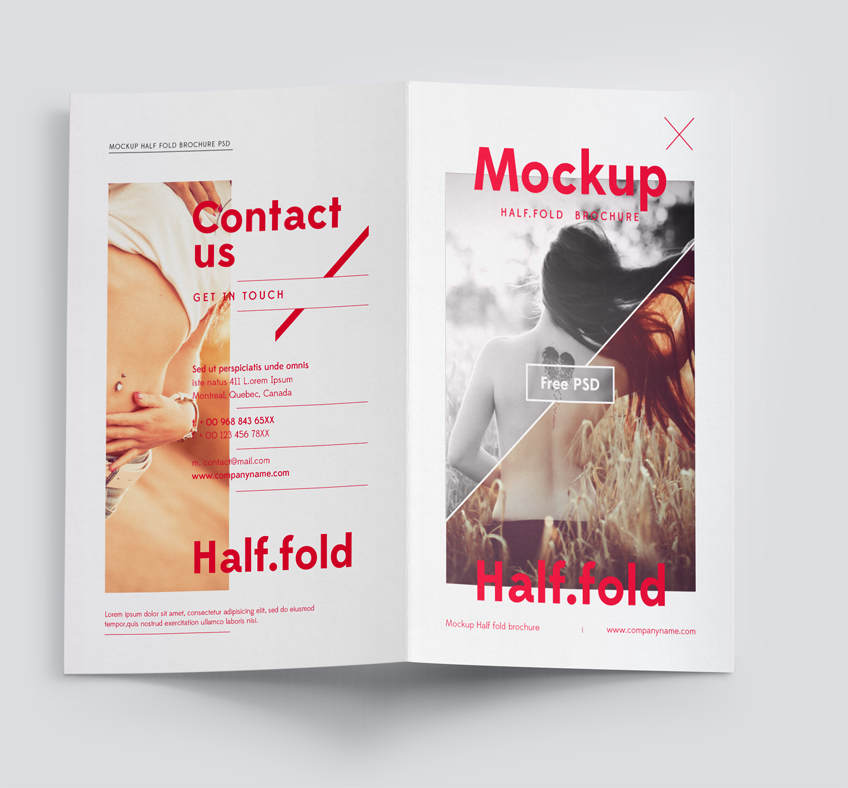 MOCKUP HALF FOLD BROCHURE PSD
Contact
us
GET IN TOUCH
Sed ut perspiciatis unde omnis
iste natus 411 L.orem Ipsum
Montreal, Quebec, Canada
+ 00 968 843 65XX
+ 00 123 456 78XX
m. contact@mail.com
www.companyname.com
Half.fold
Lorem ipsum dolor sit amet, consectetur adipisicing elit, sed do eiusmod
tempor,quis nostrud exercitation ullamco laboris nisi.
Mockup
HALF.FOLD BROCHURE
Free PSD
Half.fold
Mockup Half fold brochure | www.companyname.com